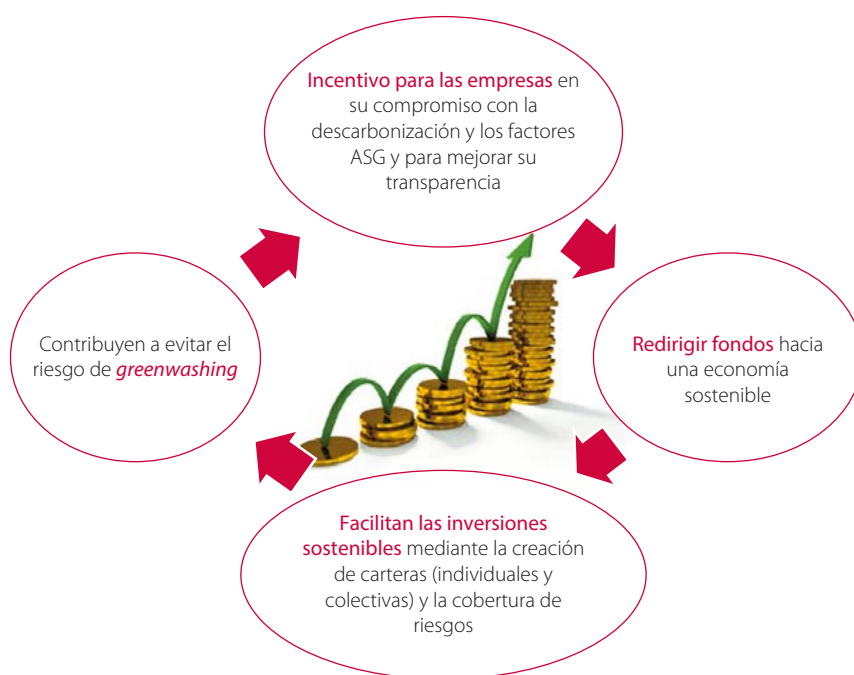 Incentivo para las empresas en
su compromiso con la
descarbonización y los factores
ASG y para mejorar su
transparencia
Contribuyen a evitar el
riesgo de greenwashing
Redirigir fondos hacia
una economía
sostenible
Facilitan las inversiones
sostenibles mediante la creación
de carteras (individuales y
colectivas) y la cobertura de
riesgos